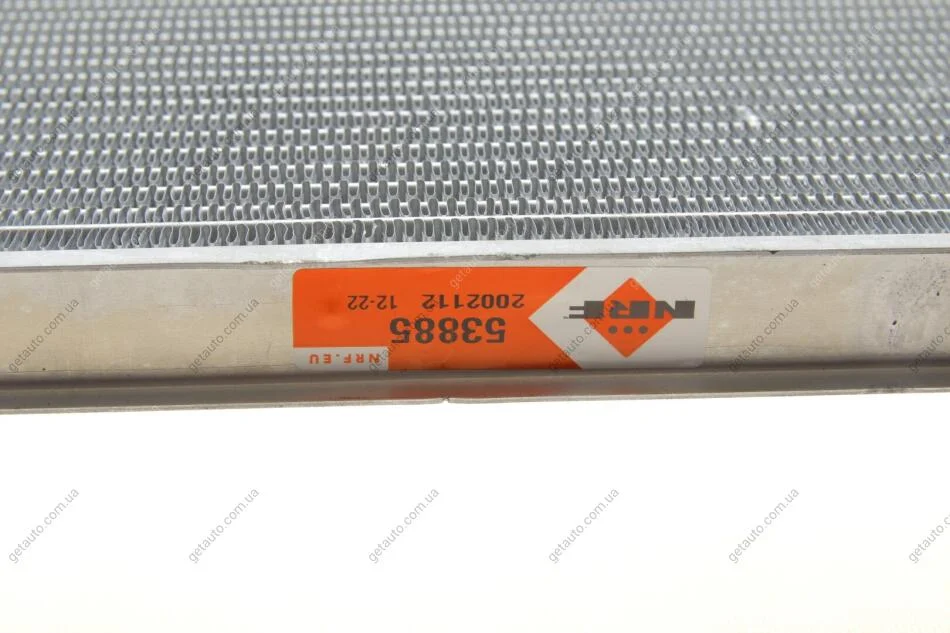 NRF
53885
2002112 12-22
NRF.EU
getauto.com.ua